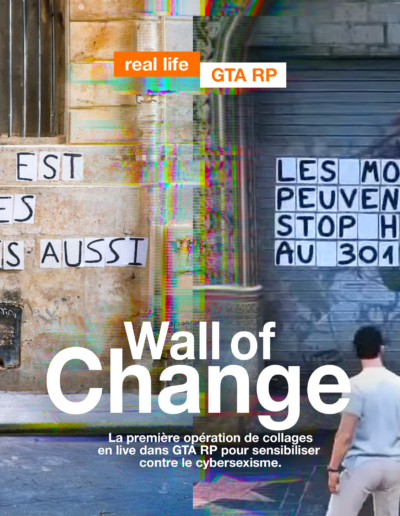 real life
GTA RP
EST
ES
S AUSSI
LES MO
PEUVEN
STOP H
AU 301
Wall of
Change
La première opération de collages
en live dans GTA RP pour sensibiliser
contre le cybersexisme.